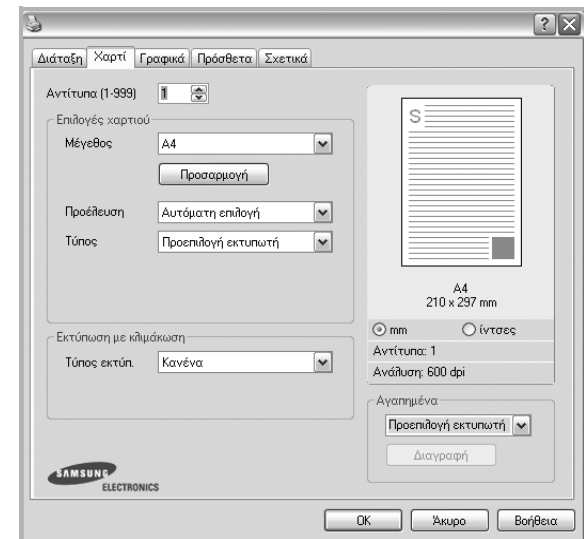 Διάταξη Χαρτί Γραφικά Πρόσθετα Σχετικά
Αντίτυπα (1-999) 1
Επιλογές χαρτιού
Μέγεθος A4
Προσαρμογή
Προέλευση Αυτόματη επιλογή
Τύπος Προεπιλογή εκτυπωτή
Εκτύπωση με κλιμάκωση
Τύπος εκτύπ. Κανένα
SAMSUNG
ELECTRONICS
S
A4
210 x 297 mm
mm ίντσες
Αντίτυπα: 1
Ανάλυση: 600 dpi
Αγαπημένα
Προεπιλογή εκτυπωτή
Διαγραφή
OK Άκυρο Βοήθεια